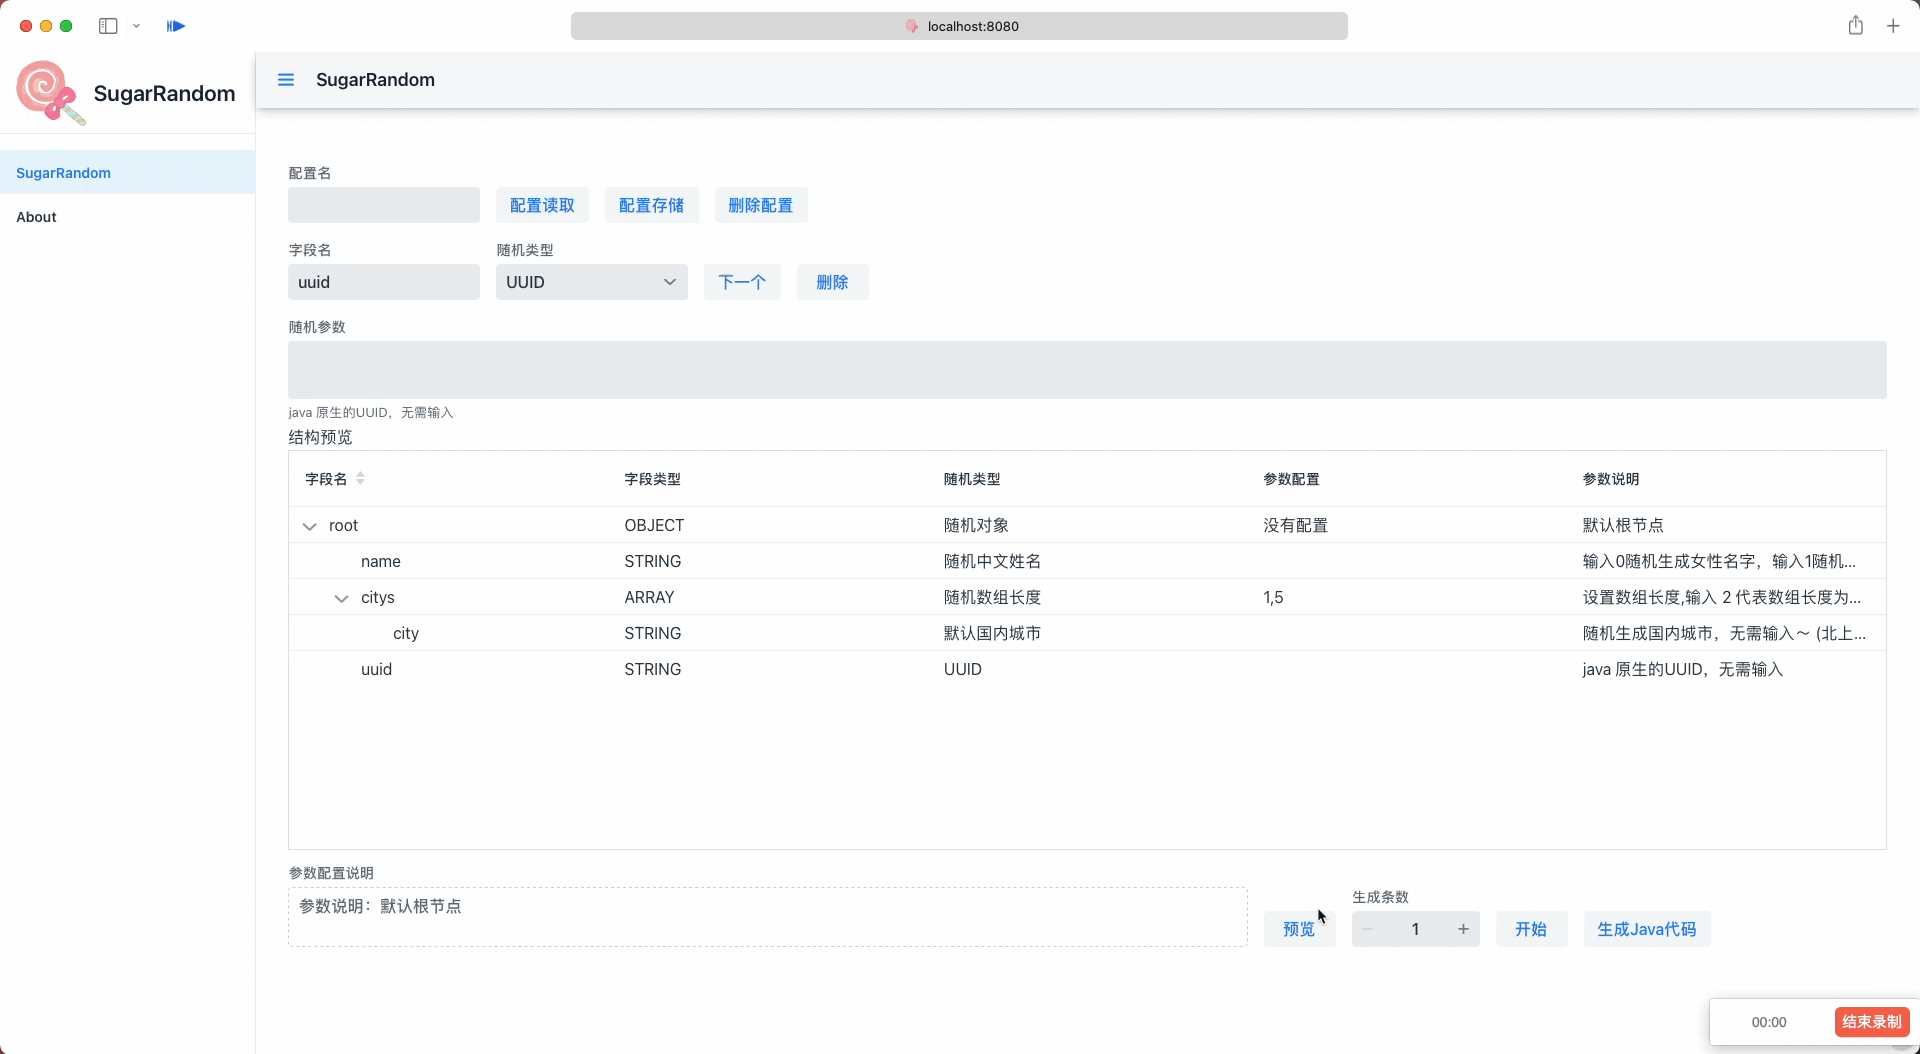 localhost:8080
SugarRandom
SugarRandom
SugarRandom
About
配置名
配置读取 配置存储 删除配置
字段名 随机类型
uuid UUID 下一个 删除
随机参数
java 原生的UUID，无需输入
结构预览
字段名 字段类型 随机类型 参数配置 参数说明
root OBJECT 随机对象 没有配置 默认根节点
name STRING 随机中文姓名 输入0随机生成女性名字，输入1随机...
citys ARRAY 随机数组长度 1,5 设置数组长度,输入 2 代表数组长度为...
city STRING 默认国内城市 随机生成国内城市，无需输入～ (北上...
uuid STRING UUID java 原生的UUID，无需输入
参数配置说明
参数说明：默认根节点
生成条数
预览 1 开始 生成Java代码
00:00 结束录制